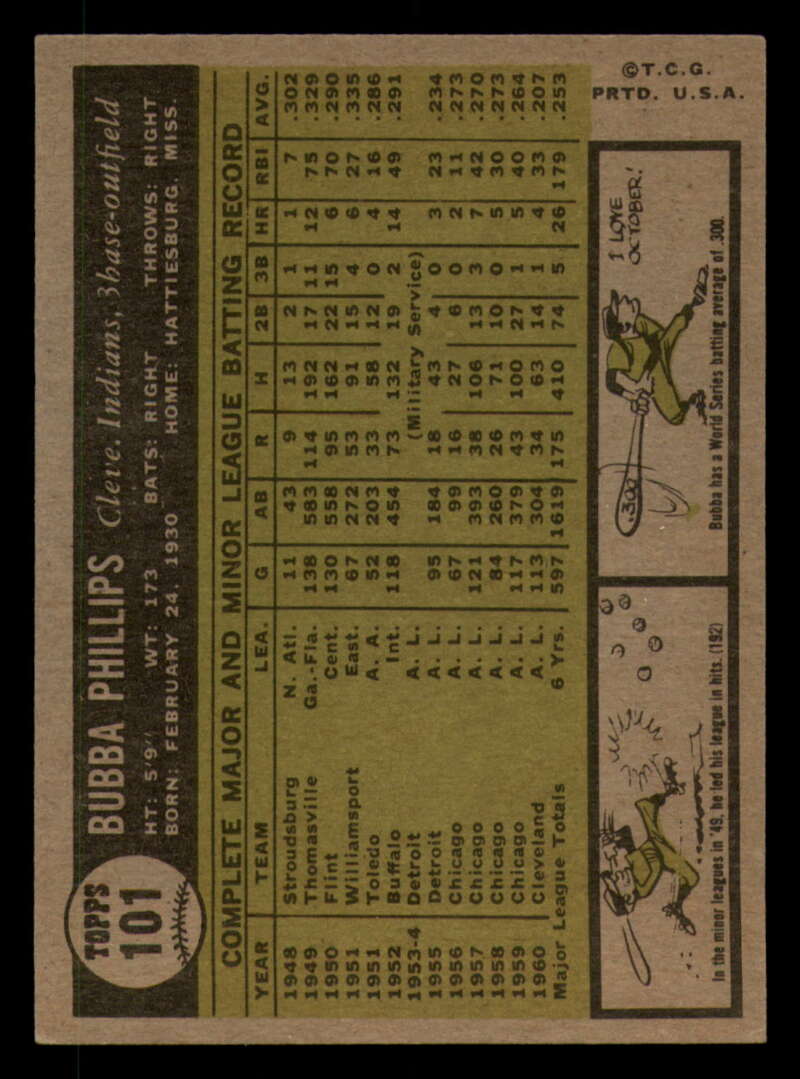 TOPPS
101
BUBBA PHILLIPS Cleve. Indians, 3base-outfield
HT: 5'9" WT: 173 BATS: RIGHT THROWS: RIGHT
BORN: FEBRUARY 24, 1930 HOME: HATTIESBURG, MISS.
COMPLETE MAJOR AND MINOR LEAGUE BATTING RECORD
YEAR TEAM LEA. G AB R H 2B 3B HR RBI AVG.
1948 Stroudsburg N. Atl. 11 43 9 13 2 1 1 7 .302
1949 Thomasville Ga.-Fla. 138 583 114 192 17 11 12 75 .329
1950 Flint Cent. 130 558 95 162 22 15 6 70 .290
1951 Williamsport East. 67 272 53 91 15 4 6 27 .335
1951 Toledo A. A. 52 203 33 58 12 0 4 16 .286
1952 Buffalo Int. 118 454 73 132 19 2 14 49 .291
1953-4 Detroit A. L. (Military Service)
1955 Detroit A. L. 95 184 18 43 4 0 3 23 .234
1956 Chicago A. L. 67 99 16 27 6 0 2 11 .273
1957 Chicago A. L. 121 393 38 106 13 3 7 42 .270
1958 Chicago A. L. 84 260 26 71 10 0 5 30 .273
1959 Chicago A. L. 117 379 43 100 27 1 5 40 .264
1960 Cleveland A. L. 113 304 34 63 14 1 4 33 .207
Major League Totals 6 Yrs. 597 1619 175 410 74 5 26 179 .253
In the minor leagues in '49, he led his league in hits. (192)
.300
I LOVE
OCTOBER!
Bubba has a World Series batting average of .300.
©T.C.G.
PRTD. U.S.A.